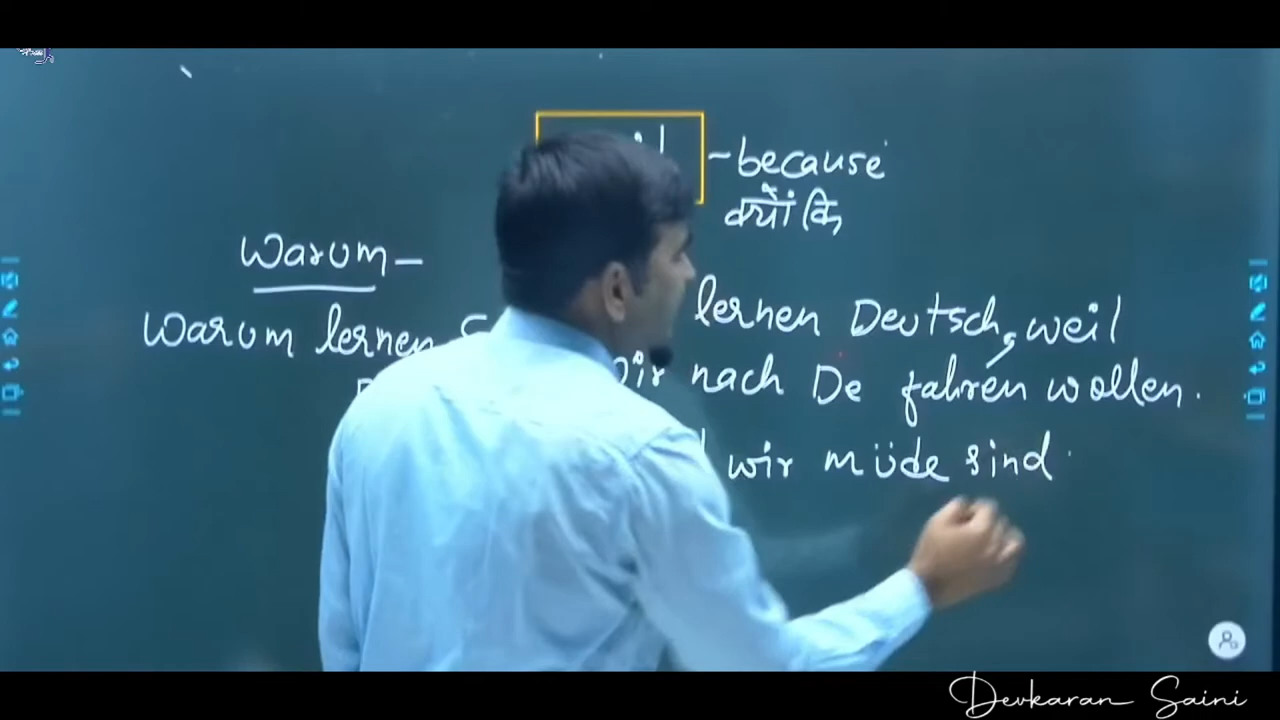 - because
क्योंकि
Warum -
Warum lernen
lernen Deutsch, weil
wir nach De fahren wollen.
wir müde sind.
Devkaran Saini